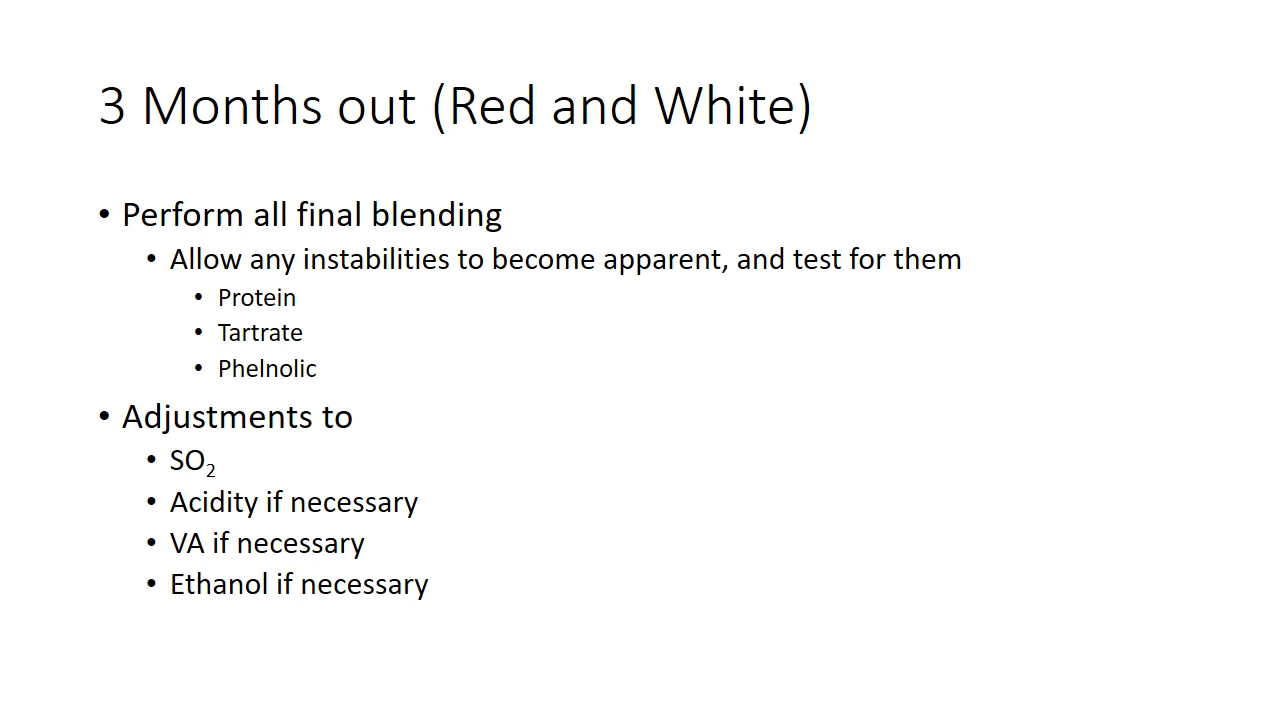 3 Months out (Red and White)
• Perform all final blending
• Allow any instabilities to become apparent, and test for them
• Protein
• Tartrate
• Phelnolic
• Adjustments to
• SO₂
• Acidity if necessary
• VA if necessary
• Ethanol if necessary